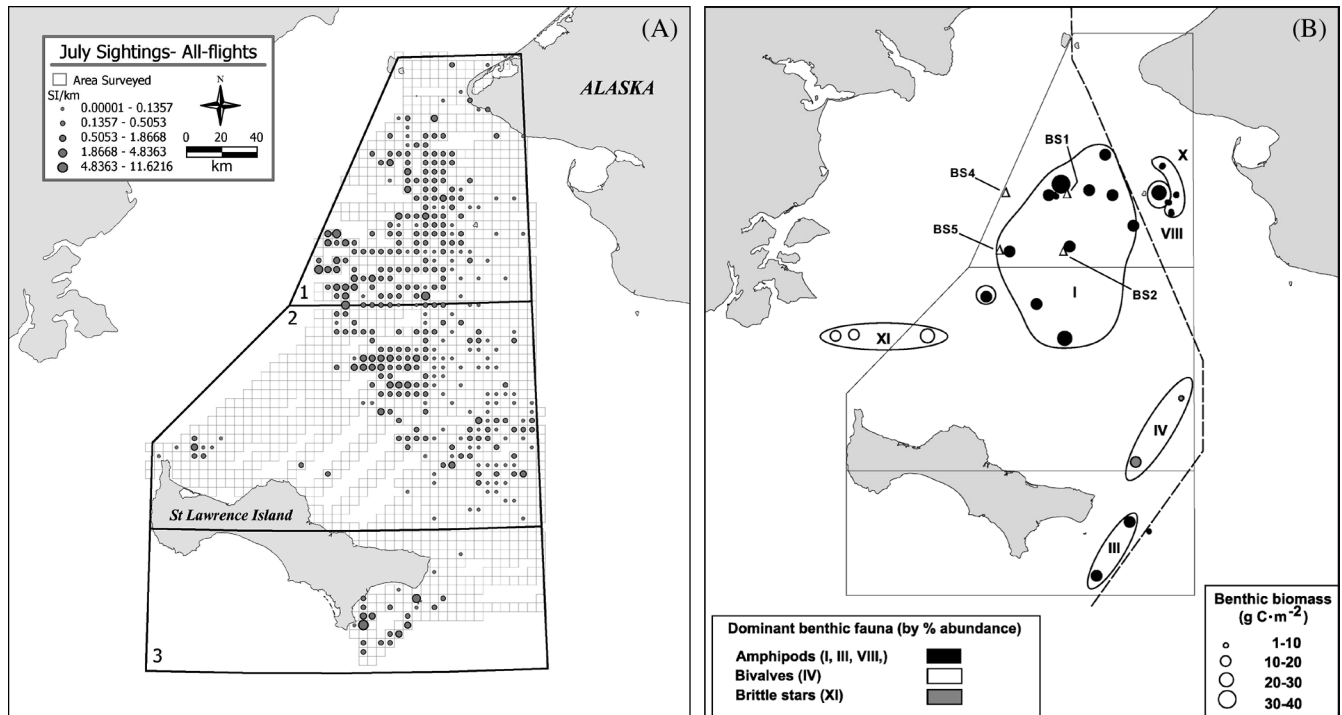 (A)
July Sightings- All-flights
Area Surveyed
SI/km
0.00001 - 0.1357
0.1357 - 0.5053
0.5053 - 1.8668
1.8668 - 4.8363
4.8363 - 11.6216
N
0 20 40
km
ALASKA
1
2
St Lawrence Island
3
(B)
BS1
X
BS4
VIII
BS5
I
BS2
XI
IV
III
Dominant benthic fauna (by % abundance)
Amphipods (I, III, VIII,)
Bivalves (IV)
Brittle stars (XI)
Benthic biomass
(g C·m⁻²)
1-10
10-20
20-30
30-40